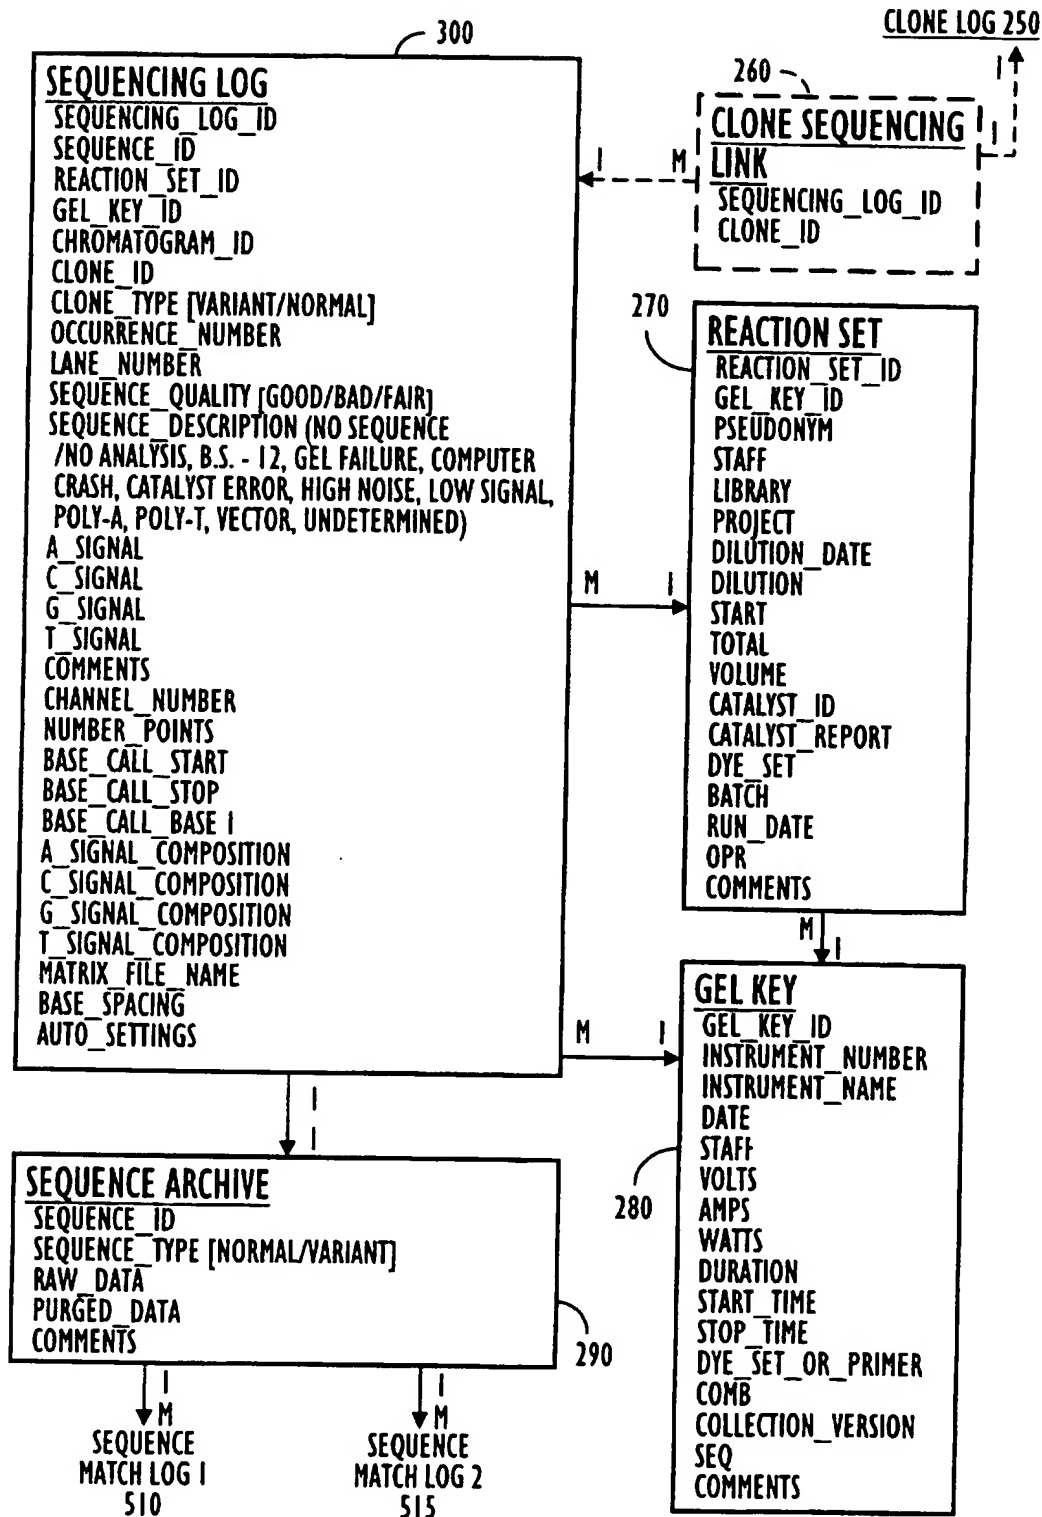 CLONE LOG 250
300
SEQUENCING LOG
SEQUENCING_LOG_ID
SEQUENCE_ID
REACTION_SET_ID
GEL_KEY_ID
CHROMATOGRAM_ID
CLONE_ID
CLONE_TYPE [VARIANT/NORMAL]
OCCURRENCE_NUMBER
LANE_NUMBER
SEQUENCE_QUALITY [GOOD/BAD/FAIR]
SEQUENCE_DESCRIPTION (NO SEQUENCE
/NO ANALYSIS, B.S. - 12, GEL FAILURE, COMPUTER
CRASH, CATALYST ERROR, HIGH NOISE, LOW SIGNAL,
POLY-A, POLY-T, VECTOR, UNDETERMINED)
A_SIGNAL
C_SIGNAL
G_SIGNAL
T_SIGNAL
COMMENTS
CHANNEL_NUMBER
NUMBER_POINTS
BASE_CALL_START
BASE_CALL_STOP
BASE_CALL_BASE 1
A_SIGNAL_COMPOSITION
C_SIGNAL_COMPOSITION
G_SIGNAL_COMPOSITION
T_SIGNAL_COMPOSITION
MATRIX_FILE_NAME
BASE_SPACING
AUTO_SETTINGS
260
1
1
CLONE SEQUENCING
LINK
SEQUENCING_LOG_ID
CLONE_ID
1 M
270
REACTION SET
REACTION_SET_ID
GEL_KEY_ID
PSEUDONYM
STAFF
LIBRARY
PROJECT
DILUTION_DATE
DILUTION
START
TOTAL
VOLUME
CATALYST_ID
CATALYST_REPORT
DYE_SET
BATCH
RUN_DATE
OPR
COMMENTS
M 1
M
1
GEL KEY
GEL_KEY_ID
INSTRUMENT_NUMBER
INSTRUMENT_NAME
DATE
STAFF
VOLTS
AMPS
WATTS
DURATION
START_TIME
STOP_TIME
DYE_SET_OR_PRIMER
COMB
COLLECTION_VERSION
SEQ
COMMENTS
M 1
280
1
1
SEQUENCE ARCHIVE
SEQUENCE_ID
SEQUENCE_TYPE [NORMAL/VARIANT]
RAW_DATA
PURGED_DATA
COMMENTS
290
1
M
SEQUENCE
MATCH LOG 1
510
1
M
SEQUENCE
MATCH LOG 2
515